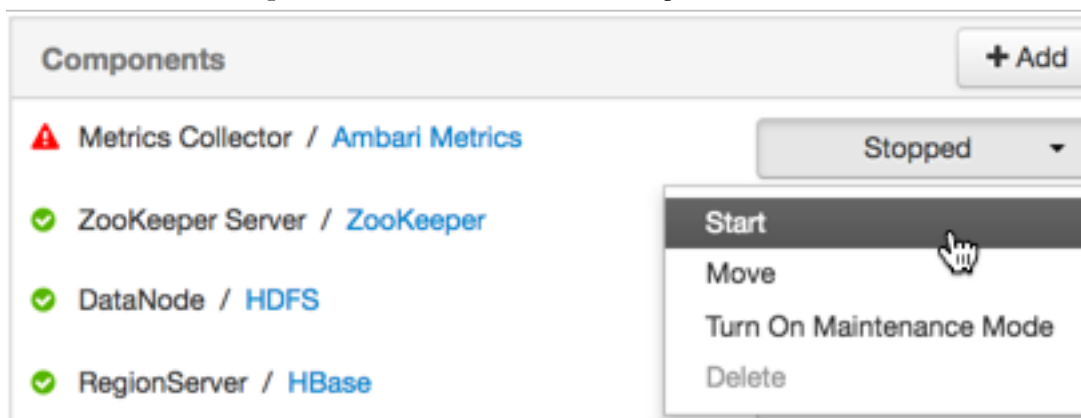 Components
+ Add
Metrics Collector / Ambari Metrics
Stopped
ZooKeeper Server / ZooKeeper
Start
Move
DataNode / HDFS
Turn On Maintenance Mode
RegionServer / HBase
Delete